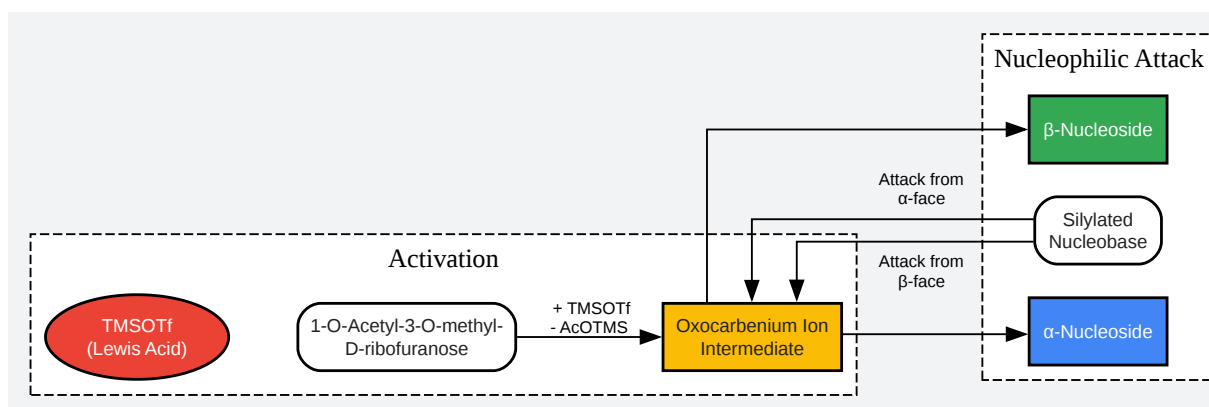 Nucleophilic Attack
β-Nucleoside
Attack from
α-face
Silylated
Nucleobase
Activation
Attack from
β-face
TMSOTf
(Lewis Acid)
1-O-Acetyl-3-O-methyl-
D-ribofuranose
+ TMSOTf
- AcOTMS
Oxocarbenium Ion
Intermediate
α-Nucleoside